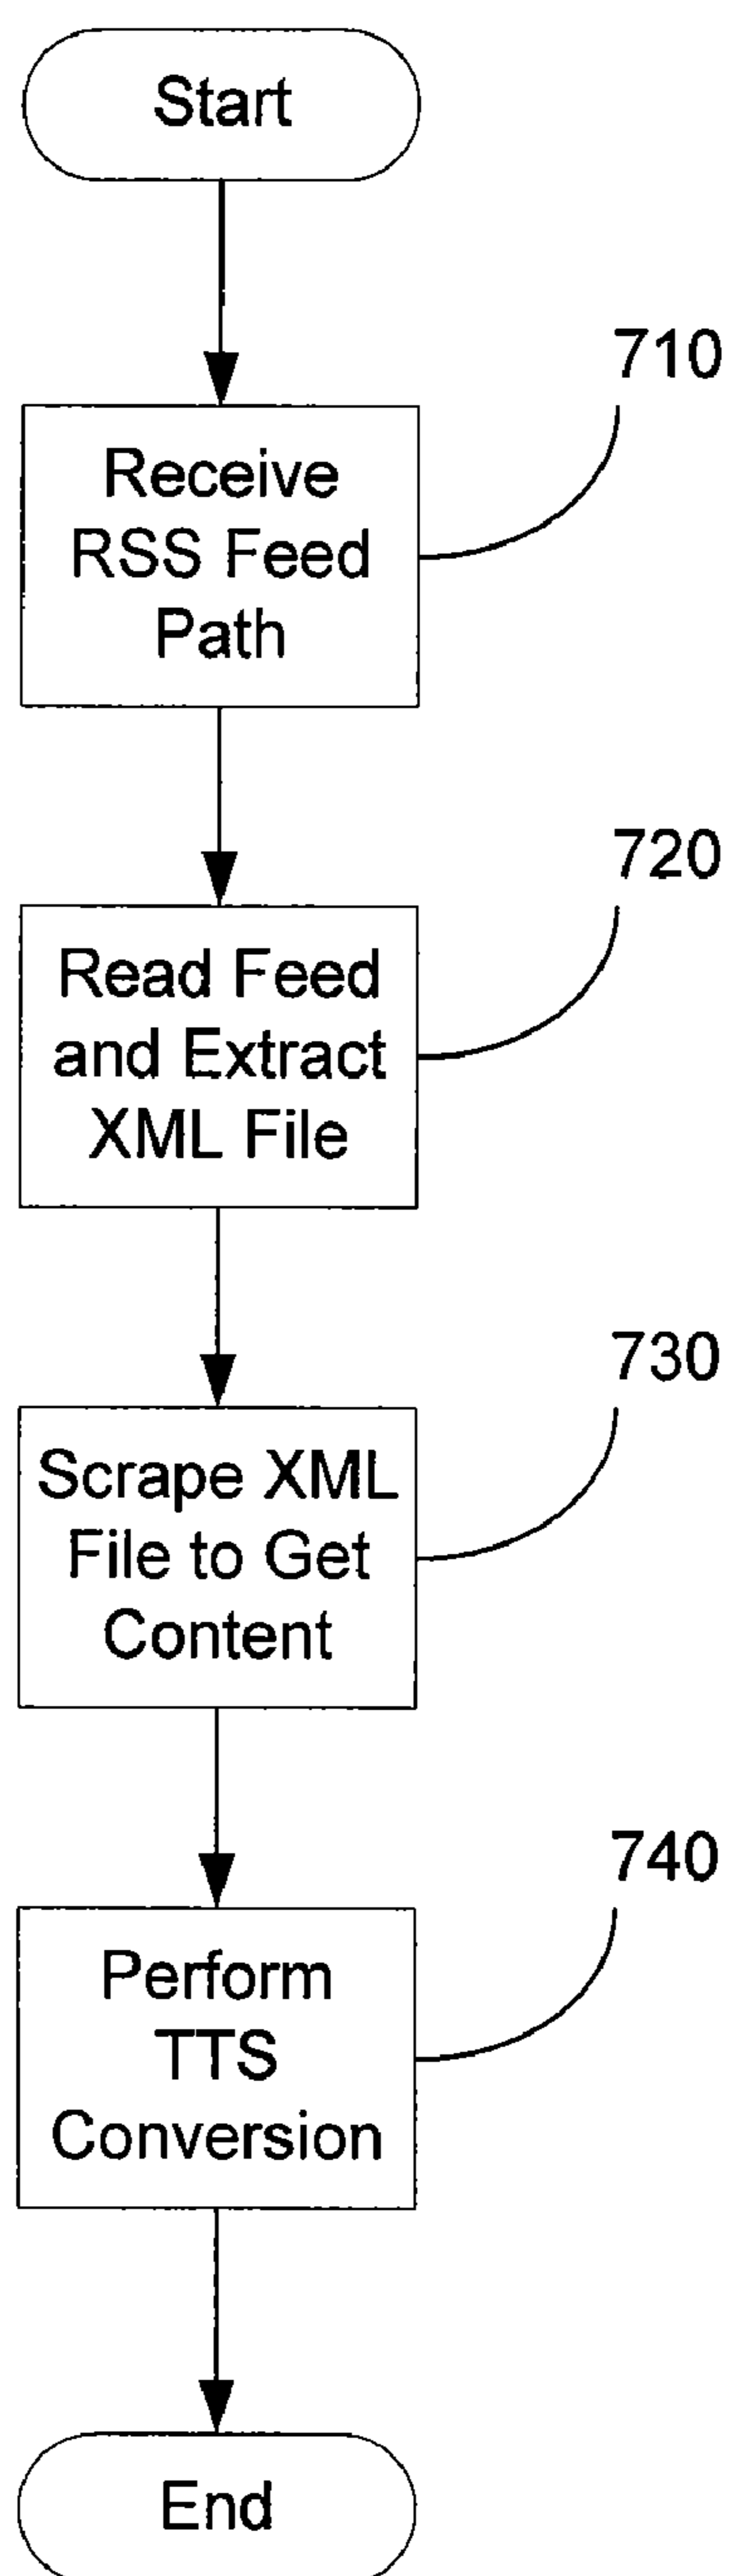 Start
710
Receive
RSS Feed
Path
720
Read Feed
and Extract
XML File
730
Scrape XML
File to Get
Content
740
Perform
TTS
Conversion
End